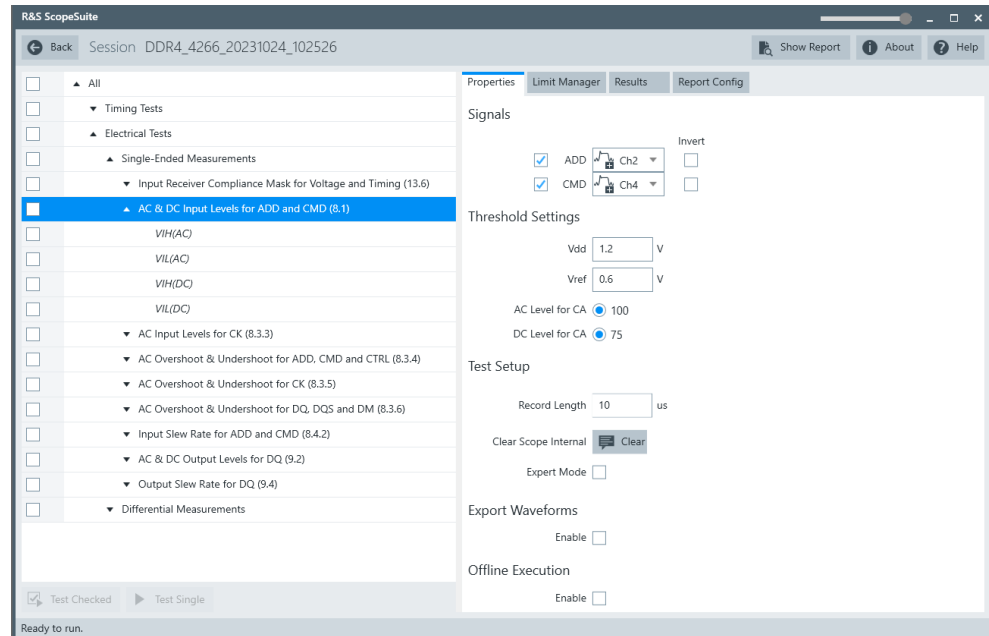 R&S ScopeSuite
Back Session DDR4_4266_20231024_102526 Show Report About Help
All
Timing Tests
Electrical Tests
Single-Ended Measurements
Input Receiver Compliance Mask for Voltage and Timing (13.6)
AC & DC Input Levels for ADD and CMD (8.1)
VIH(AC)
VIL(AC)
VIH(DC)
VIL(DC)
AC Input Levels for CK (8.3.3)
AC Overshoot & Undershoot for ADD, CMD and CTRL (8.3.4)
AC Overshoot & Undershoot for CK (8.3.5)
AC Overshoot & Undershoot for DQ, DQS and DM (8.3.6)
Input Slew Rate for ADD and CMD (8.4.2)
AC & DC Output Levels for DQ (9.2)
Output Slew Rate for DQ (9.4)
Differential Measurements
Test Checked Test Single
Properties Limit Manager Results Report Config
Signals
Invert
ADD Ch2
CMD Ch4
Threshold Settings
Vdd 1.2 V
Vref 0.6 V
AC Level for CA 100
DC Level for CA 75
Test Setup
Record Length 10 us
Clear Scope Internal Clear
Expert Mode
Export Waveforms
Enable
Offline Execution
Enable
Ready to run.